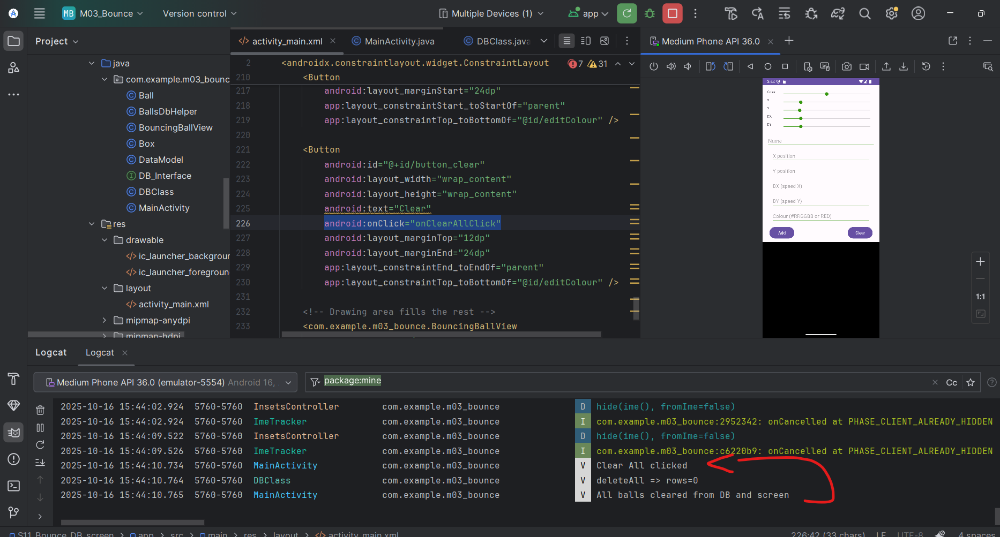 MB M03_Bounce Version control Multiple Devices (1) app
Project
java
com.example.m03_bounc
Ball
BallsDbHelper
BouncingBallView
Box
DataModel
DB_Interface
DBClass
MainActivity
res
drawable
ic_launcher_backgroun
ic_launcher_foregroun
layout
activity_main.xml
mipmap-anydpi
mipmap-hdpi
activity_main.xml MainActivity.java DBClass.java
7 31
2 <androidx.constraintlayout.widget.ConstraintLayout
210 <Button
217 android:layout_marginStart="24dp"
218 app:layout_constraintStart_toStartOf="parent"
219 app:layout_constraintTop_toBottomOf="@id/editColour" />
220
221 <Button
222 android:id="@+id/button_clear"
223 android:layout_width="wrap_content"
224 android:layout_height="wrap_content"
225 android:text="Clear"
226 android:onClick="onClearAllClick"
227 android:layout_marginTop="12dp"
228 android:layout_marginEnd="24dp"
229 app:layout_constraintEnd_toEndOf="parent"
230 app:layout_constraintTop_toBottomOf="@id/editColour" />
231
232 <!-- Drawing area fills the rest -->
233 <com.example.m03_bounce.BouncingBallView
Medium Phone API 36.0
3:44
Color
X
Y
DX
DY
Name
X position
Y position
DX (speed X)
DY (speed Y)
Colour (#RRGGBB or RED)
Add Clear
1:1
Logcat Logcat
Medium Phone API 36.0 (emulator-5554) Android 16, package:mine Cc
2025-10-16 15:44:02.924 5760-5760 InsetsController com.example.m03_bounce D hide(ime(), fromIme=false)
2025-10-16 15:44:02.924 5760-5760 ImeTracker com.example.m03_bounce I com.example.m03_bounce:2952342: onCancelled at PHASE_CLIENT_ALREADY_HIDDEN
2025-10-16 15:44:09.522 5760-5760 InsetsController com.example.m03_bounce D hide(ime(), fromIme=false)
2025-10-16 15:44:09.526 5760-5760 ImeTracker com.example.m03_bounce I com.example.m03_bounce:c6220b9: onCancelled at PHASE_CLIENT_ALREADY_HIDDEN
2025-10-16 15:44:10.734 5760-5760 MainActivity com.example.m03_bounce V Clear All clicked
2025-10-16 15:44:10.764 5760-5760 DBClass com.example.m03_bounce V deleteAll => rows=0
2025-10-16 15:44:10.765 5760-5760 MainActivity com.example.m03_bounce V All balls cleared from DB and screen
S11_Bounce_DB_screen > app > src > main > res > layout > activity_main.xml 226:42 (33 chars) LF UTF-8 4 spaces